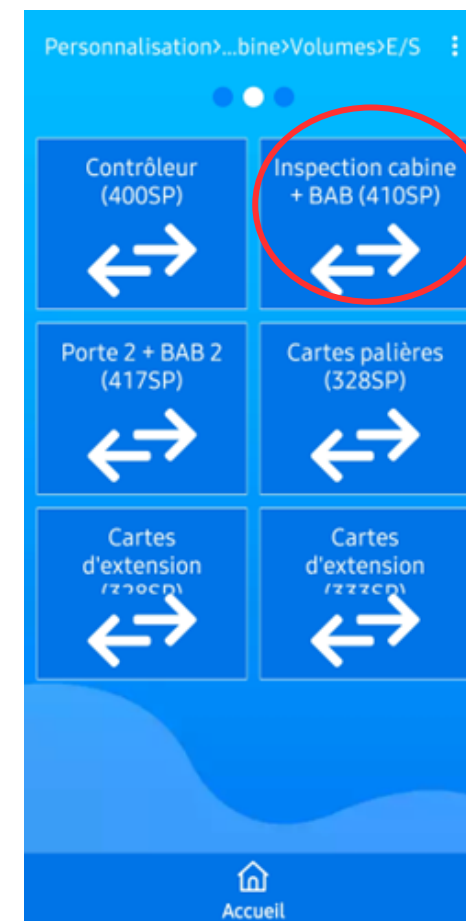 Personnalisation>...bine>Volumes>E/S
Contrôleur
(400SP)
Inspection cabine
+ BAB (410SP)
Porte 2 + BAB 2
(417SP)
Cartes palières
(328SP)
Cartes
d'extension
Cartes
d'extension
(333SP)
Accueil